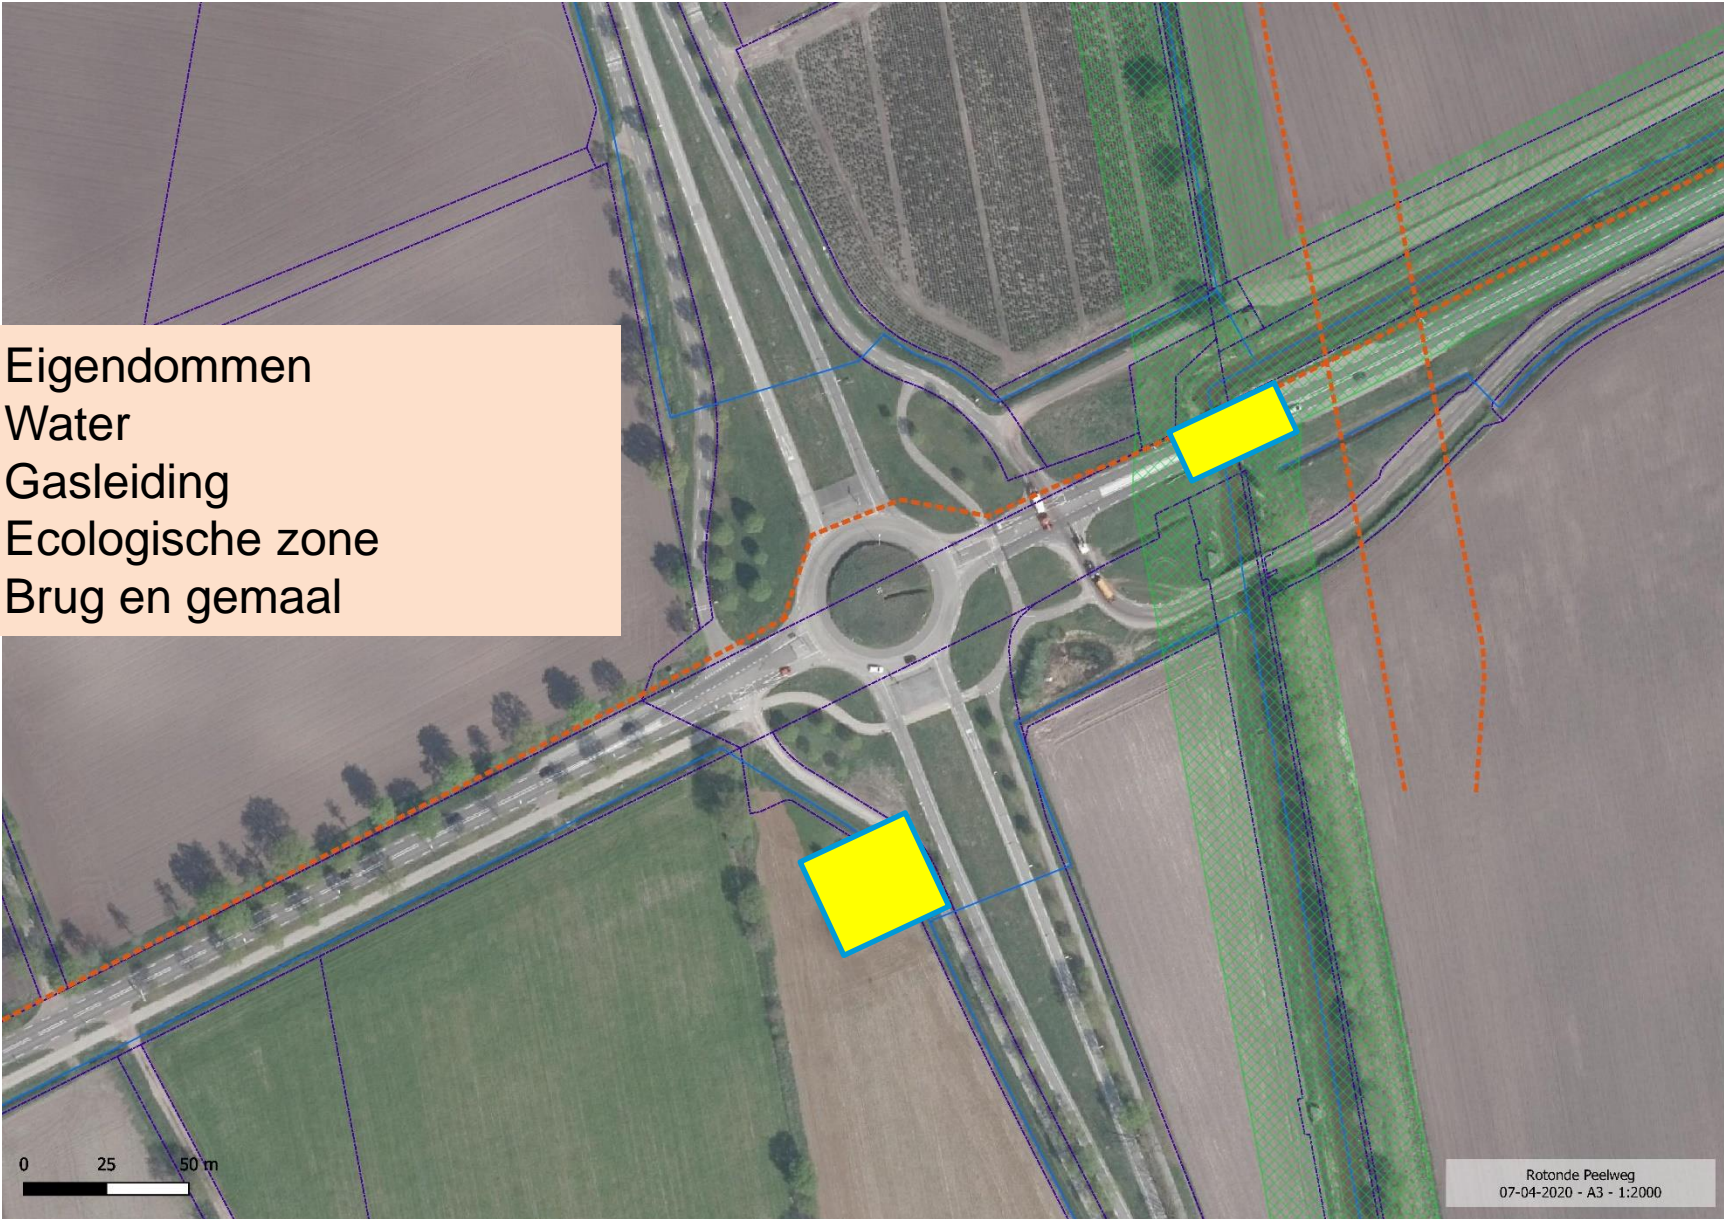 Eigendommen
Water
Gasleiding
Ecologische zone
Brug en gemaal
0 25 50 m
Rotonde Peelweg
07-04-2020 - A3 - 1:2000